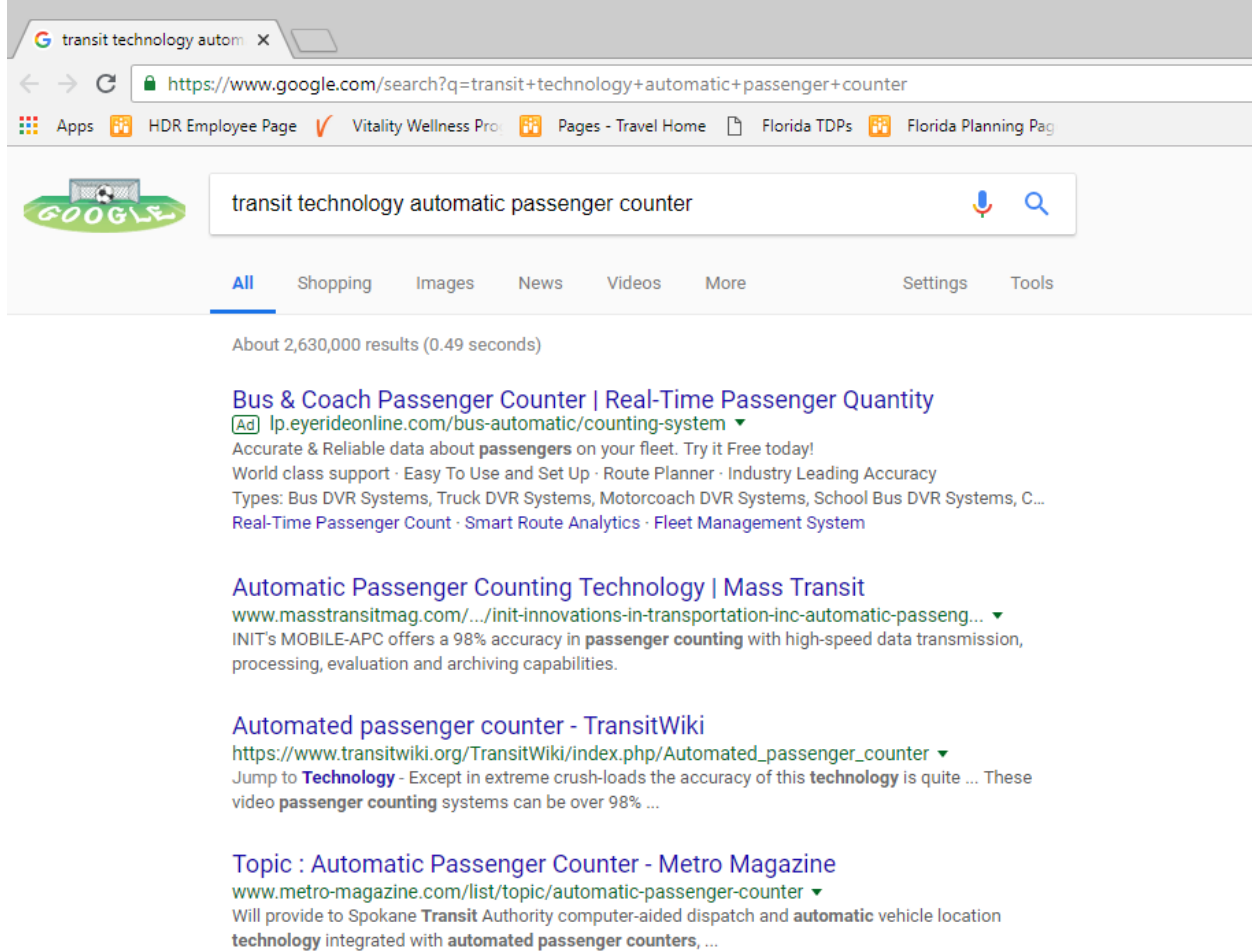 transit technology autom
https://www.google.com/search?q=transit+technology+automatic+passenger+counter
Apps HDR Employee Page Vitality Wellness Pro Pages - Travel Home Florida TDPs Florida Planning Pag
GOOGLE transit technology automatic passenger counter
All Shopping Images News Videos More Settings Tools
About 2,630,000 results (0.49 seconds)
Bus & Coach Passenger Counter | Real-Time Passenger Quantity
Ad lp.eyerideonline.com/bus-automatic/counting-system
Accurate & Reliable data about passengers on your fleet. Try it Free today!
World class support · Easy To Use and Set Up · Route Planner · Industry Leading Accuracy
Types: Bus DVR Systems, Truck DVR Systems, Motorcoach DVR Systems, School Bus DVR Systems, C...
Real-Time Passenger Count · Smart Route Analytics · Fleet Management System
Automatic Passenger Counting Technology | Mass Transit
www.masstransitmag.com/.../init-innovations-in-transportation-inc-automatic-passeng...
INIT's MOBILE-APC offers a 98% accuracy in passenger counting with high-speed data transmission,
processing, evaluation and archiving capabilities.
Automated passenger counter - TransitWiki
https://www.transitwiki.org/TransitWiki/index.php/Automated_passenger_counter
Jump to Technology - Except in extreme crush-loads the accuracy of this technology is quite ... These
video passenger counting systems can be over 98% ...
Topic : Automatic Passenger Counter - Metro Magazine
www.metro-magazine.com/list/topic/automatic-passenger-counter
Will provide to Spokane Transit Authority computer-aided dispatch and automatic vehicle location
technology integrated with automated passenger counters, ...